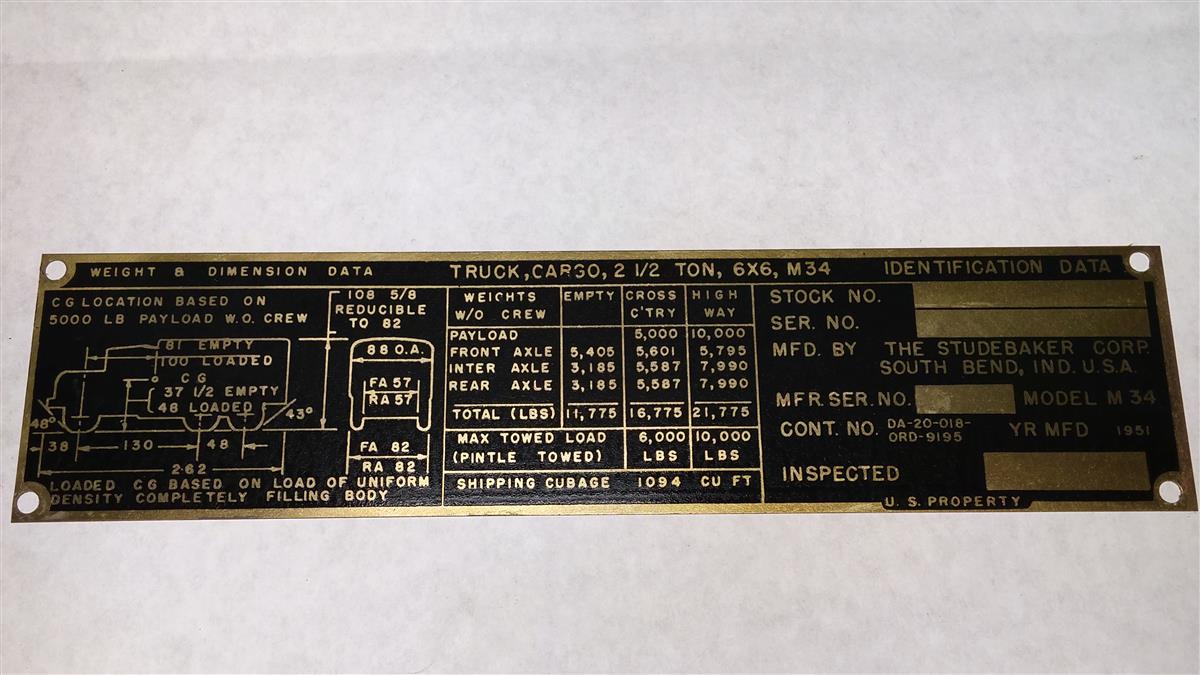 WEIGHT & DIMENSION DATA
TRUCK, CARGO, 2 1/2 TON, 6X6, M34
IDENTIFICATION DATA
CG LOCATION BASED ON
5000 LB PAYLOAD W.O. CREW
108 5/8
REDUCIBLE
TO 82
81 EMPTY
100 LOADED
CG
37 1/2 EMPTY
48 LOADED
48° 43°
38 130 48
262
88 O.A.
FA 57
RA 57
FA 82
RA 82
LOADED CG BASED ON LOAD OF UNIFORM
DENSITY COMPLETELY FILLING BODY
WEIGHTS EMPTY CROSS HIGH
W/O CREW C'TRY WAY
PAYLOAD 5,000 10,000
FRONT AXLE 5,405 5,601 5,795
INTER AXLE 3,185 5,587 7,990
REAR AXLE 3,185 5,587 7,990
TOTAL (LBS) 11,775 16,775 21,775
MAX TOWED LOAD 6,000 10,000
(PINTLE TOWED) LBS LBS
SHIPPING CUBAGE 1094 CU FT
STOCK NO.
SER. NO.
MFD. BY THE STUDEBAKER CORP.
SOUTH BEND, IND. U.S.A.
MFR. SER. NO. MODEL M 34
CONT. NO. DA-20-018-
ORD-9195 YR MFD 1951
INSPECTED
U. S. PROPERTY